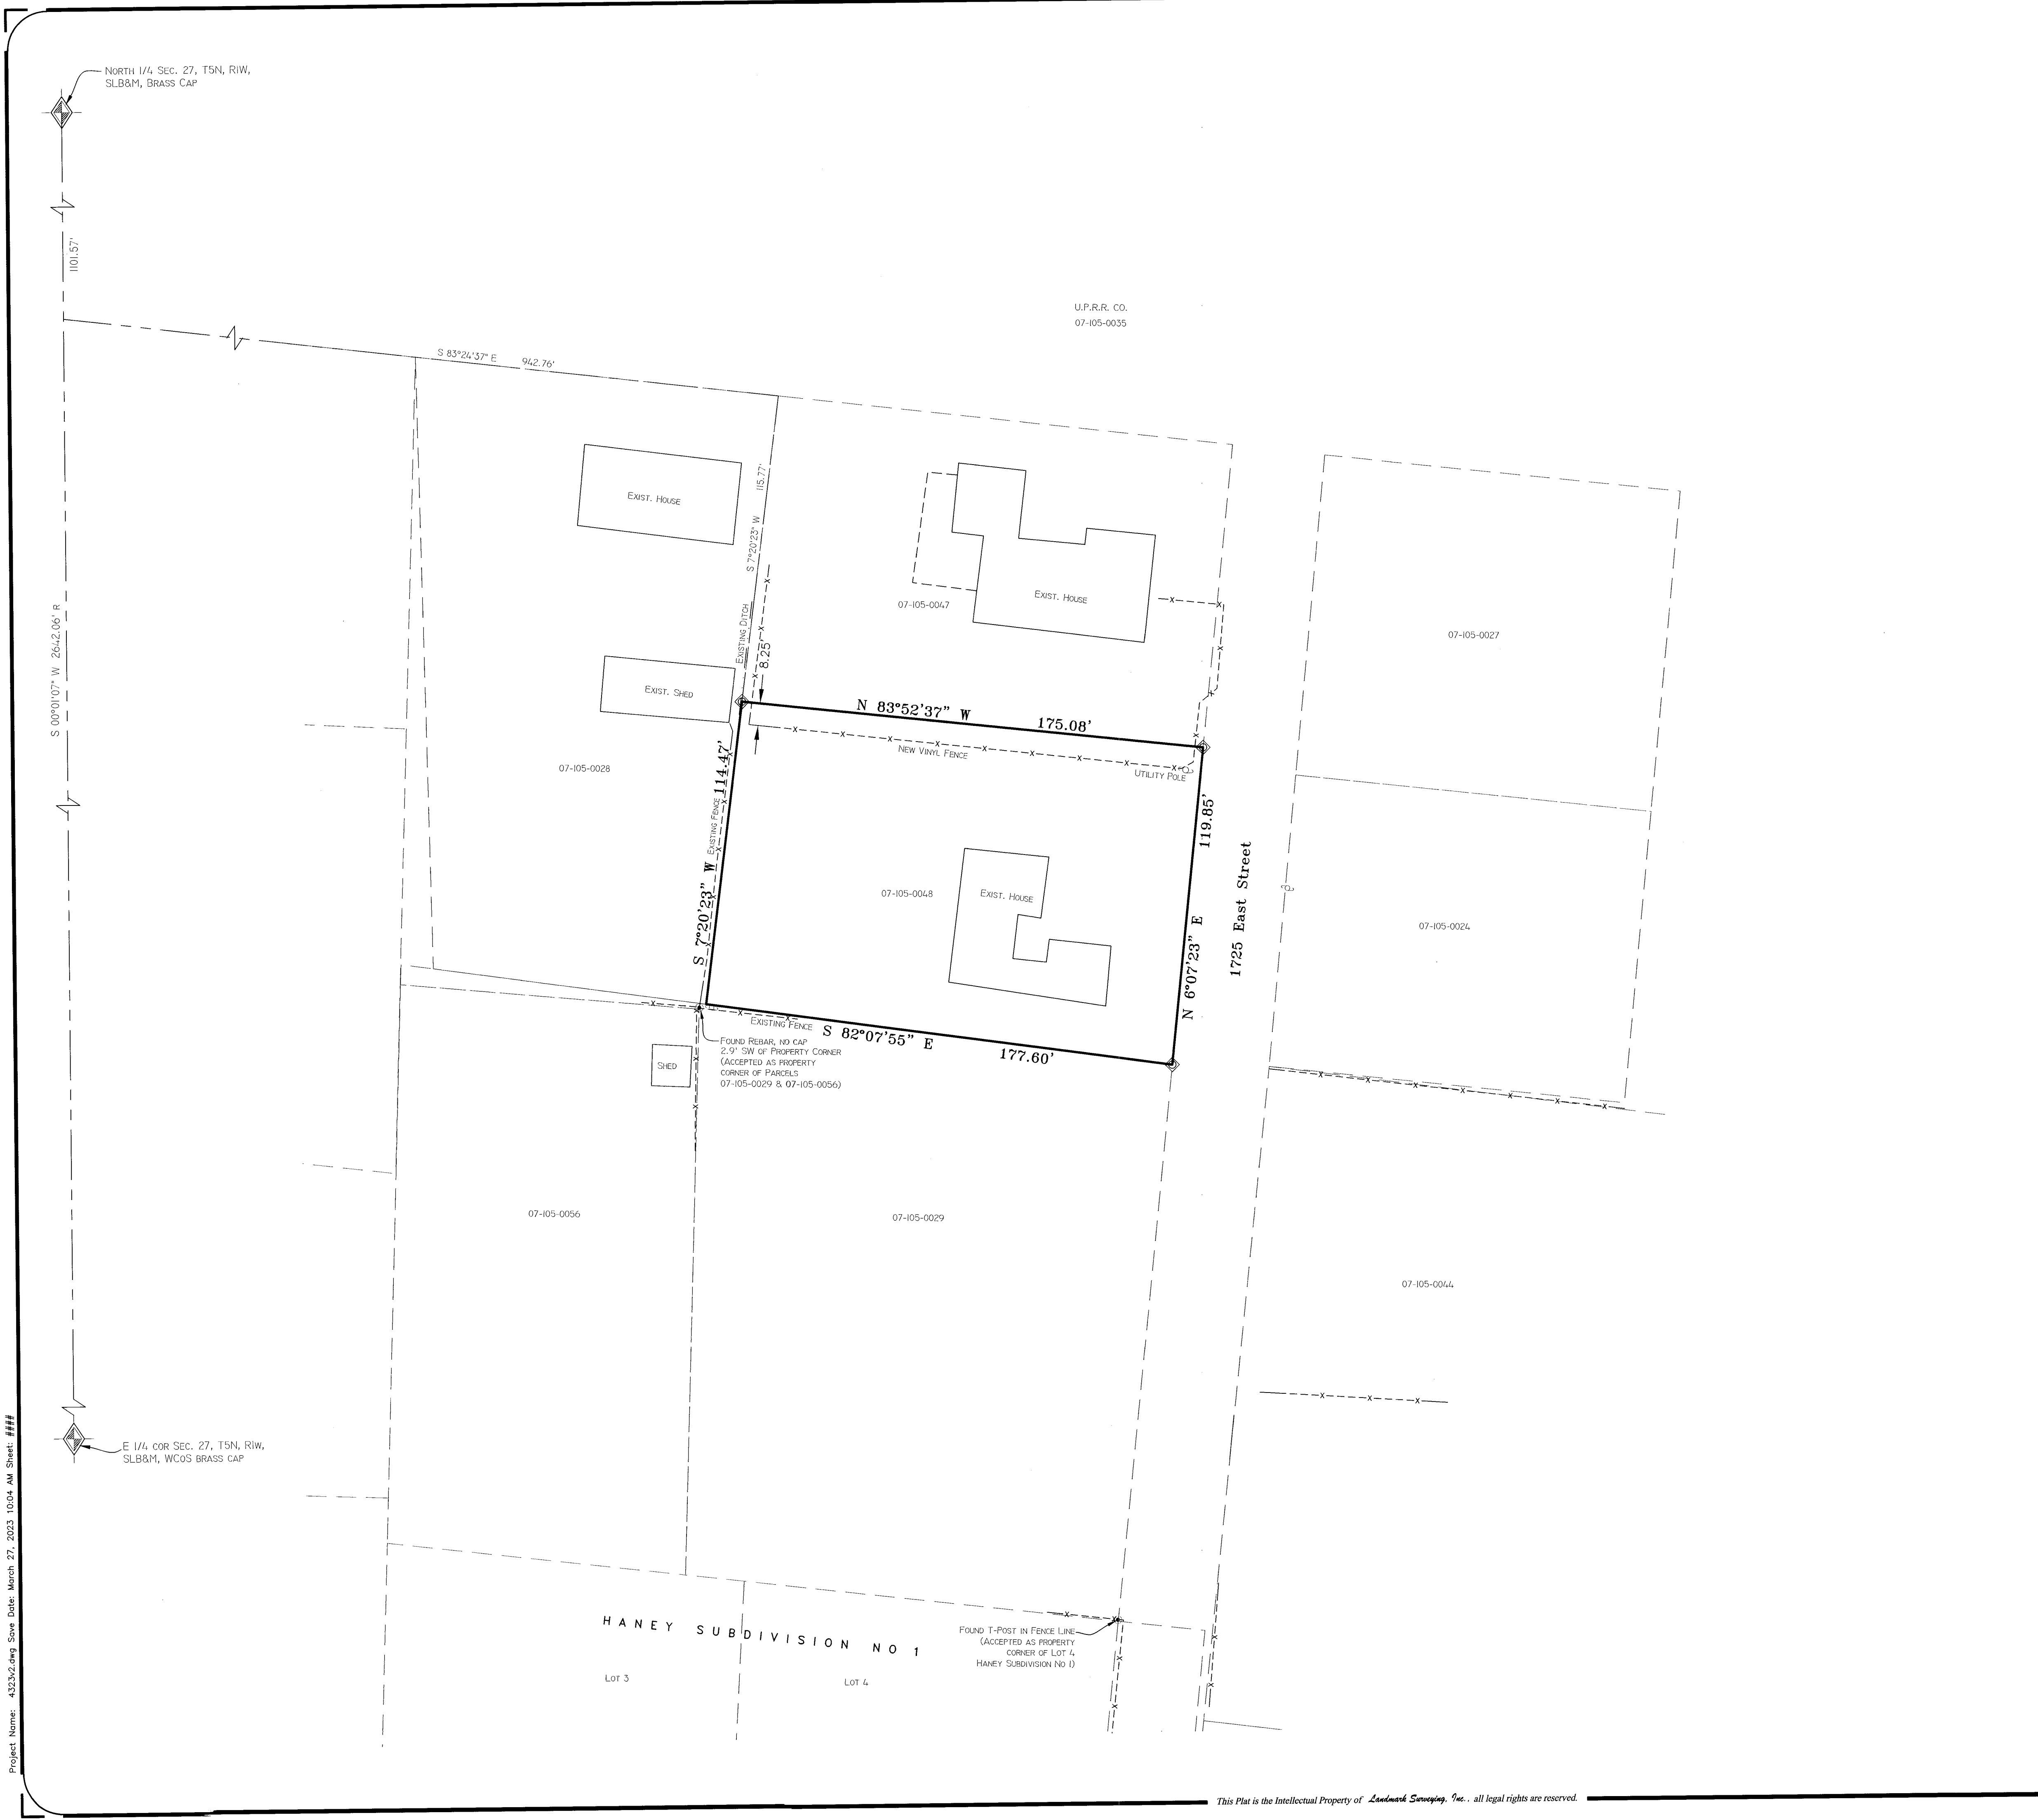 North 1/4 Sec. 27, T5N, R1W,
SLB&M, Brass Cap
1101.57'
S 00°01'07" W 2642.06' R
U.P.R.R. Co.
07-105-0035
S 83°24'37" E 942.76'
Exist. House
S 7°20'23" W 115.77'
Existing Ditch
8.25'
Exist. House
07-105-0047
07-105-0027
Exist. Shed
N 83°52'37" W 175.08'
New Vinyl Fence
Utility Pole
07-105-0028
S 7°20'23" W 114.47'
Existing Fence
119.85'
N 6°07'23" E
1725 East Street
07-105-0048
Exist. House
07-105-0024
Existing Fence
S 82°07'55" E 177.60'
Found Rebar, no cap
2.9' SW of Property Corner
(Accepted as property
corner of Parcels
07-105-0029 & 07-105-0056)
Shed
07-105-0056
07-105-0029
07-105-0044
E 1/4 cor Sec. 27, T5N, R1W,
SLB&M, WCoS brass cap
HANEY SUBDIVISION NO 1
Found T-Post in Fence Line
(Accepted as property
corner of Lot 4
Haney Subdivision No 1)
Lot 3
Lot 4
Project Name: 4323v2.dwg Save Date: March 27, 2023 10:04 AM Sheet: ####
This Plat is the Intellectual Property of Landmark Surveying, Inc., all legal rights are reserved.